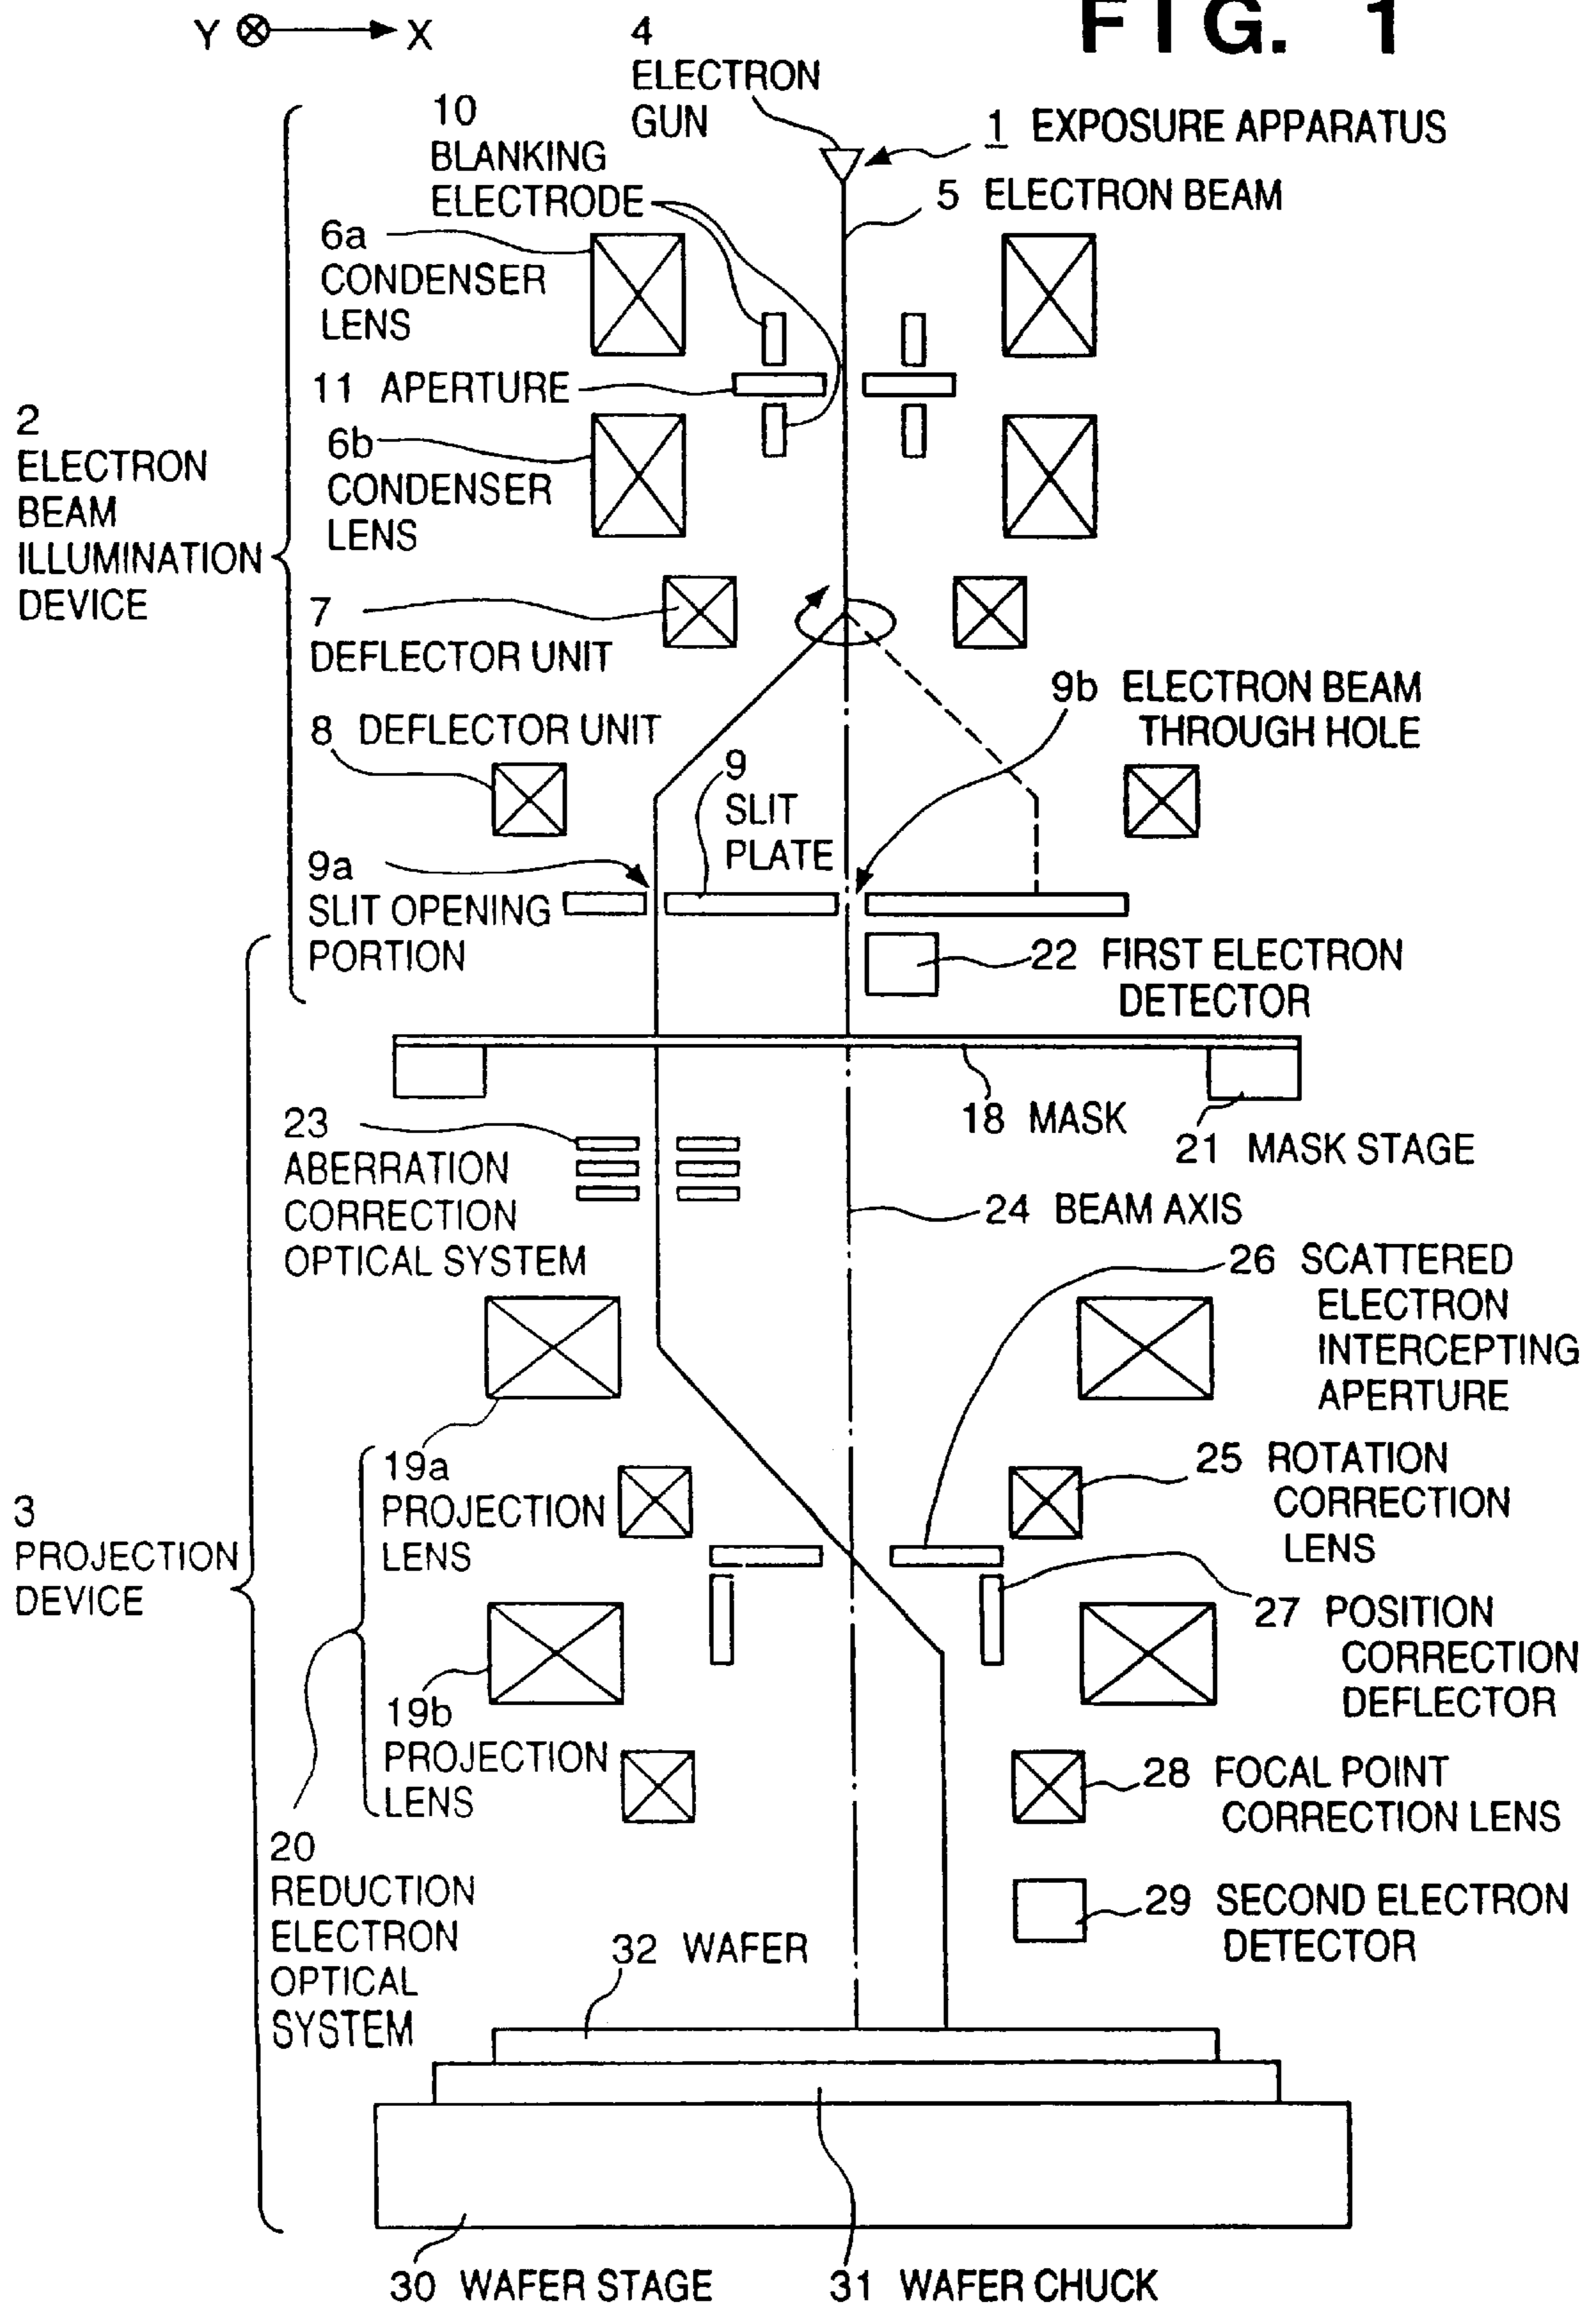 FIG. 1
Y X
4
ELECTRON
GUN
10
BLANKING
ELECTRODE
1 EXPOSURE APPARATUS
5 ELECTRON BEAM
6a
CONDENSER
LENS
11 APERTURE
2
ELECTRON
BEAM
ILLUMINATION
DEVICE
6b
CONDENSER
LENS
7
DEFLECTOR UNIT
9b ELECTRON BEAM
THROUGH HOLE
8 DEFLECTOR UNIT
9
SLIT
PLATE
9a
SLIT OPENING
PORTION
22 FIRST ELECTRON
DETECTOR
18 MASK
21 MASK STAGE
23
ABERRATION
CORRECTION
OPTICAL SYSTEM
24 BEAM AXIS
26 SCATTERED
ELECTRON
INTERCEPTING
APERTURE
19a
PROJECTION
LENS
25 ROTATION
CORRECTION
LENS
3
PROJECTION
DEVICE
27 POSITION
CORRECTION
DEFLECTOR
19b
PROJECTION
LENS
28 FOCAL POINT
CORRECTION LENS
20
REDUCTION
ELECTRON
OPTICAL
SYSTEM
29 SECOND ELECTRON
DETECTOR
32 WAFER
30 WAFER STAGE
31 WAFER CHUCK